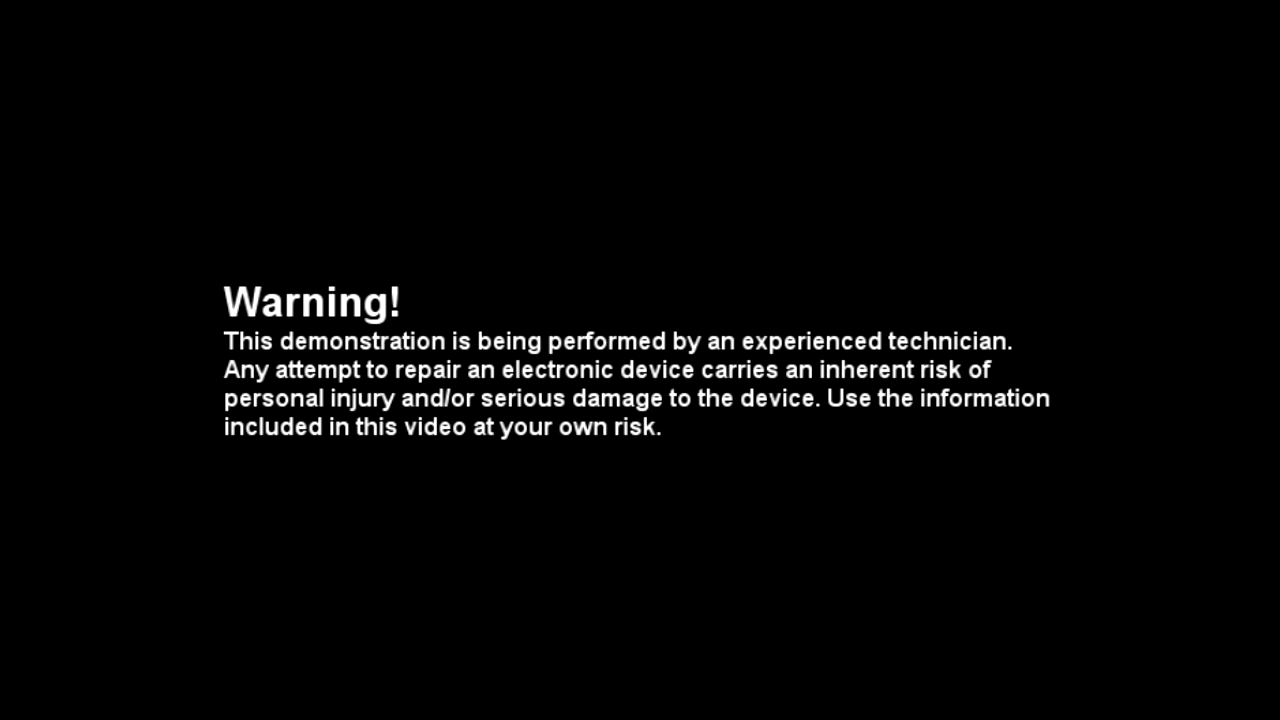 Warning!
This demonstration is being performed by an experienced technician.
Any attempt to repair an electronic device carries an inherent risk of
personal injury and/or serious damage to the device. Use the information
included in this video at your own risk.